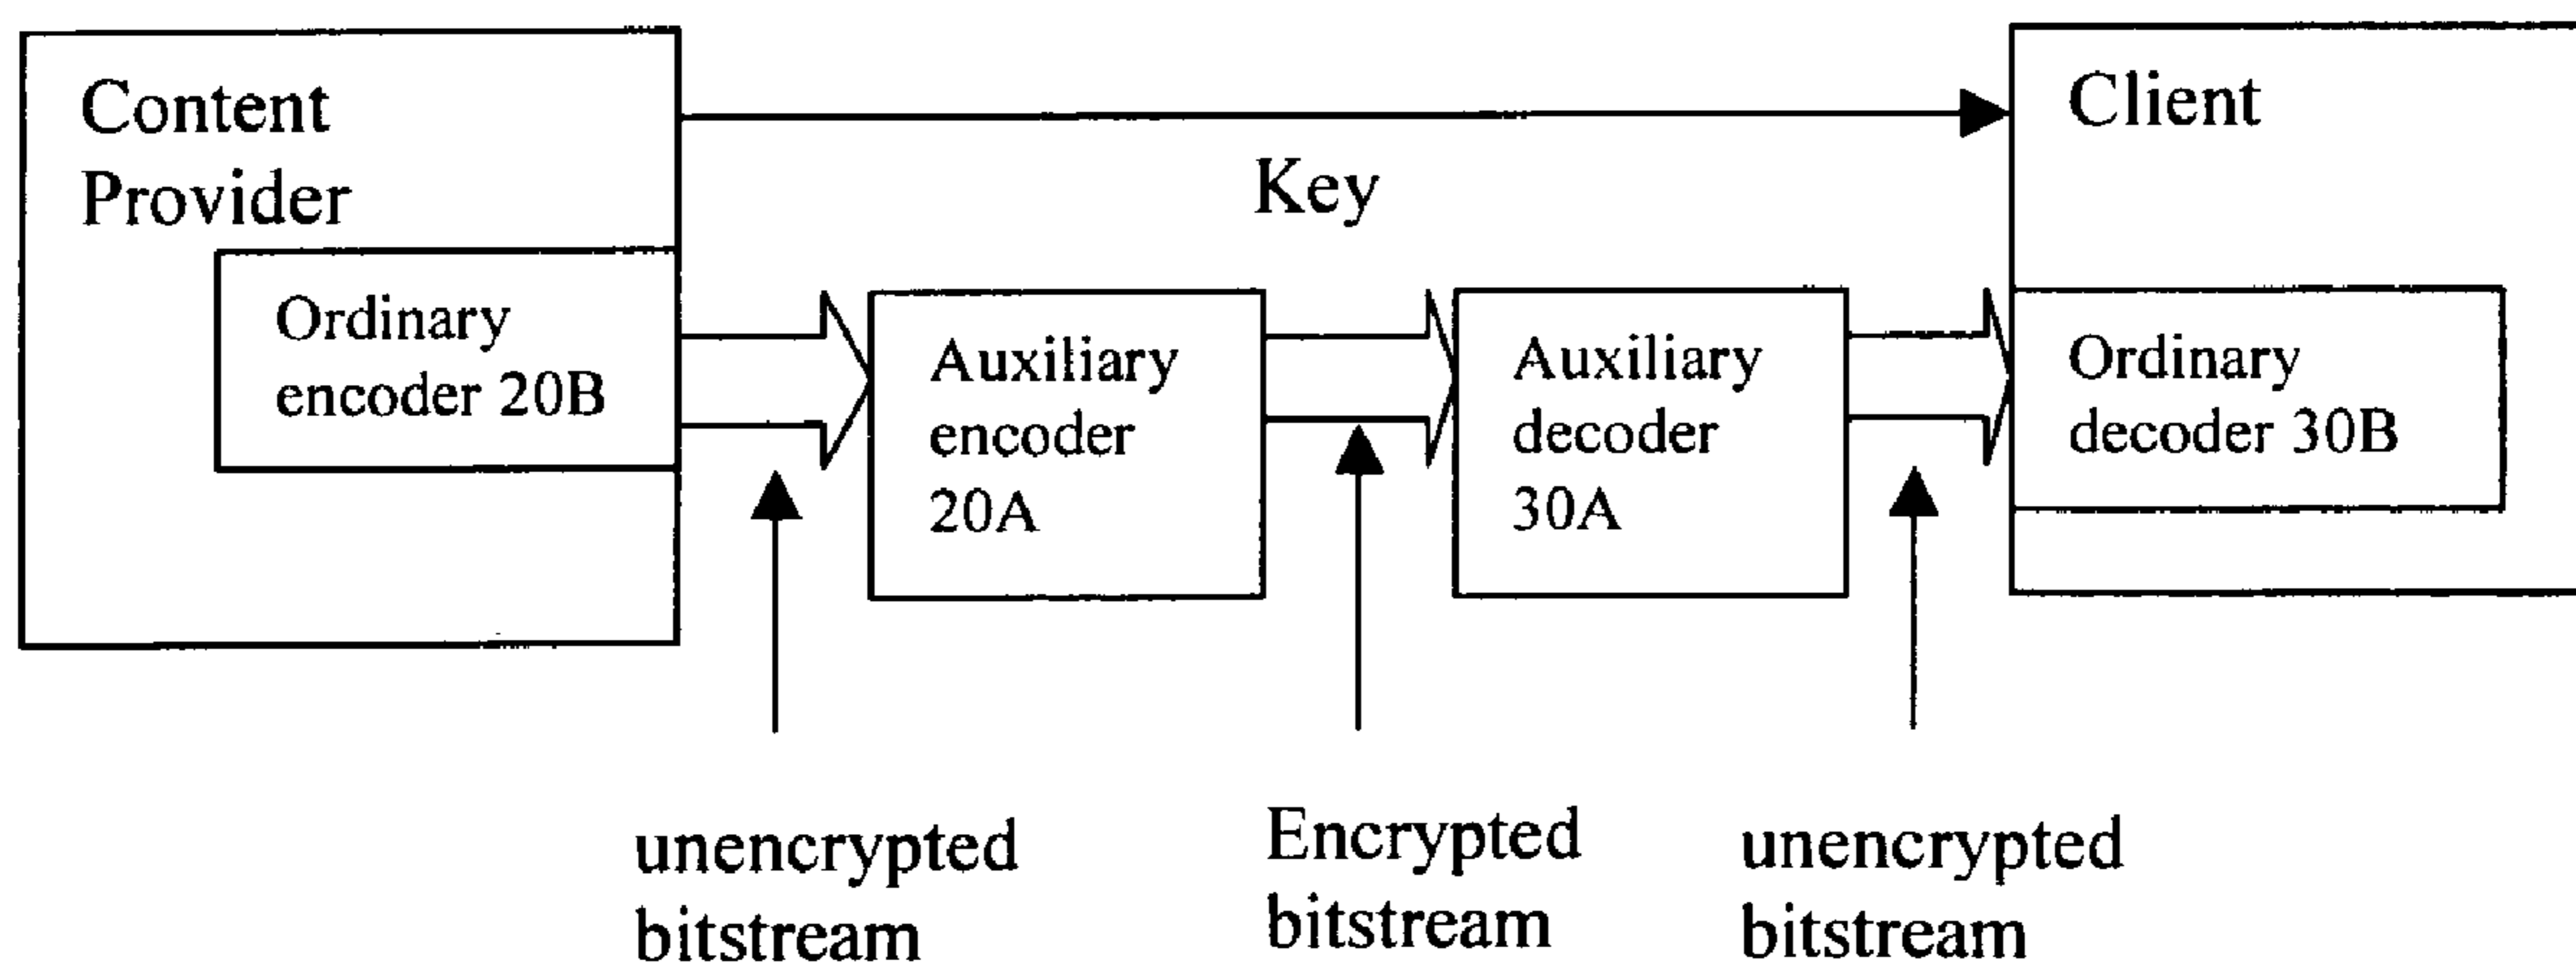 Content
Provider
Key
Client
Ordinary
encoder 20B
Auxiliary
encoder
20A
Auxiliary
decoder
30A
Ordinary
decoder 30B
unencrypted
bitstream
Encrypted
bitstream
unencrypted
bitstream